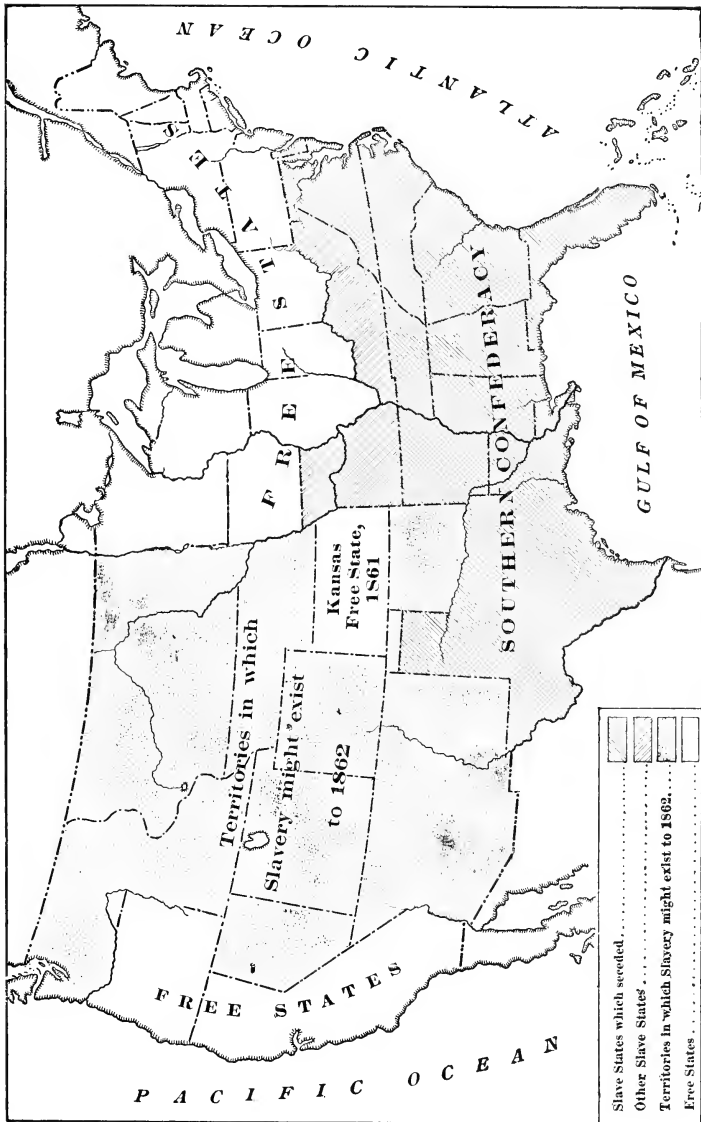 ATLANTIC OCEAN
FREE STATES
Territories in which
Slavery might exist
to 1862
Kansas
Free State,
1861
FREE STATES
SOUTHERN CONFEDERACY
PACIFIC OCEAN
GULF OF MEXICO
Slave States which seceded
Other Slave States
Territories in which Slavery might exist to 1862
Free States